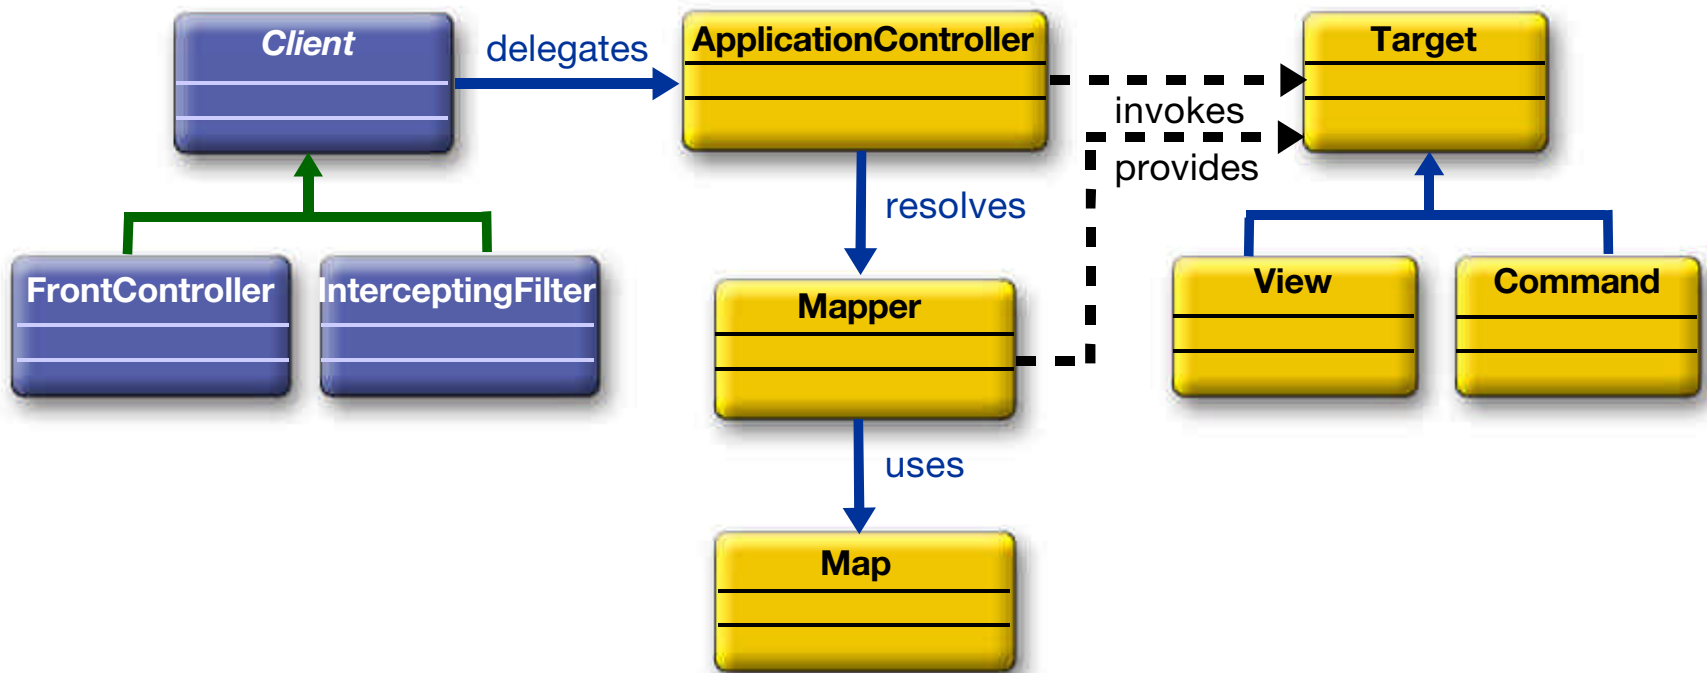 Client
delegates
ApplicationController
Target
invokes
provides
resolves
FrontController
InterceptingFilter
Mapper
View
Command
uses
Map